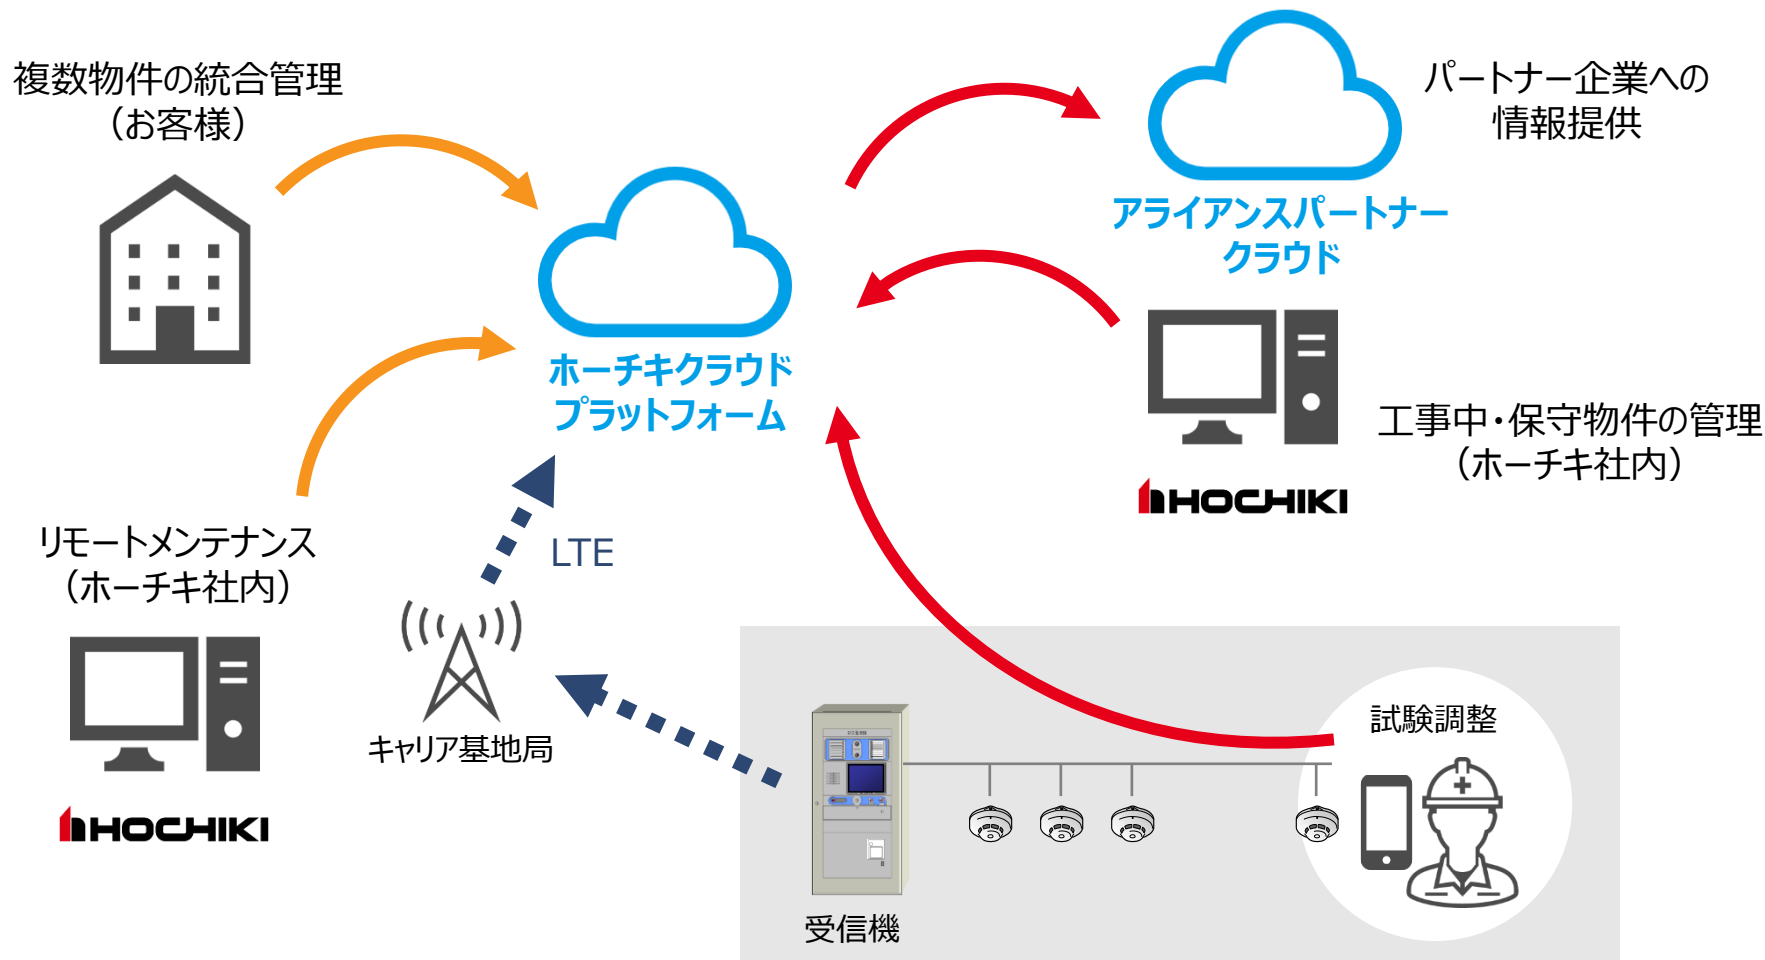 複数物件の統合管理
（お客様）
パートナー企業への
情報提供
アライアンスパートナー
クラウド
ホーチキクラウド
プラットフォーム
工事中・保守物件の管理
（ホーチキ社内）
HOCHIKI
リモートメンテナンス
（ホーチキ社内）
LTE
キャリア基地局
HOCHIKI
試験調整
受信機